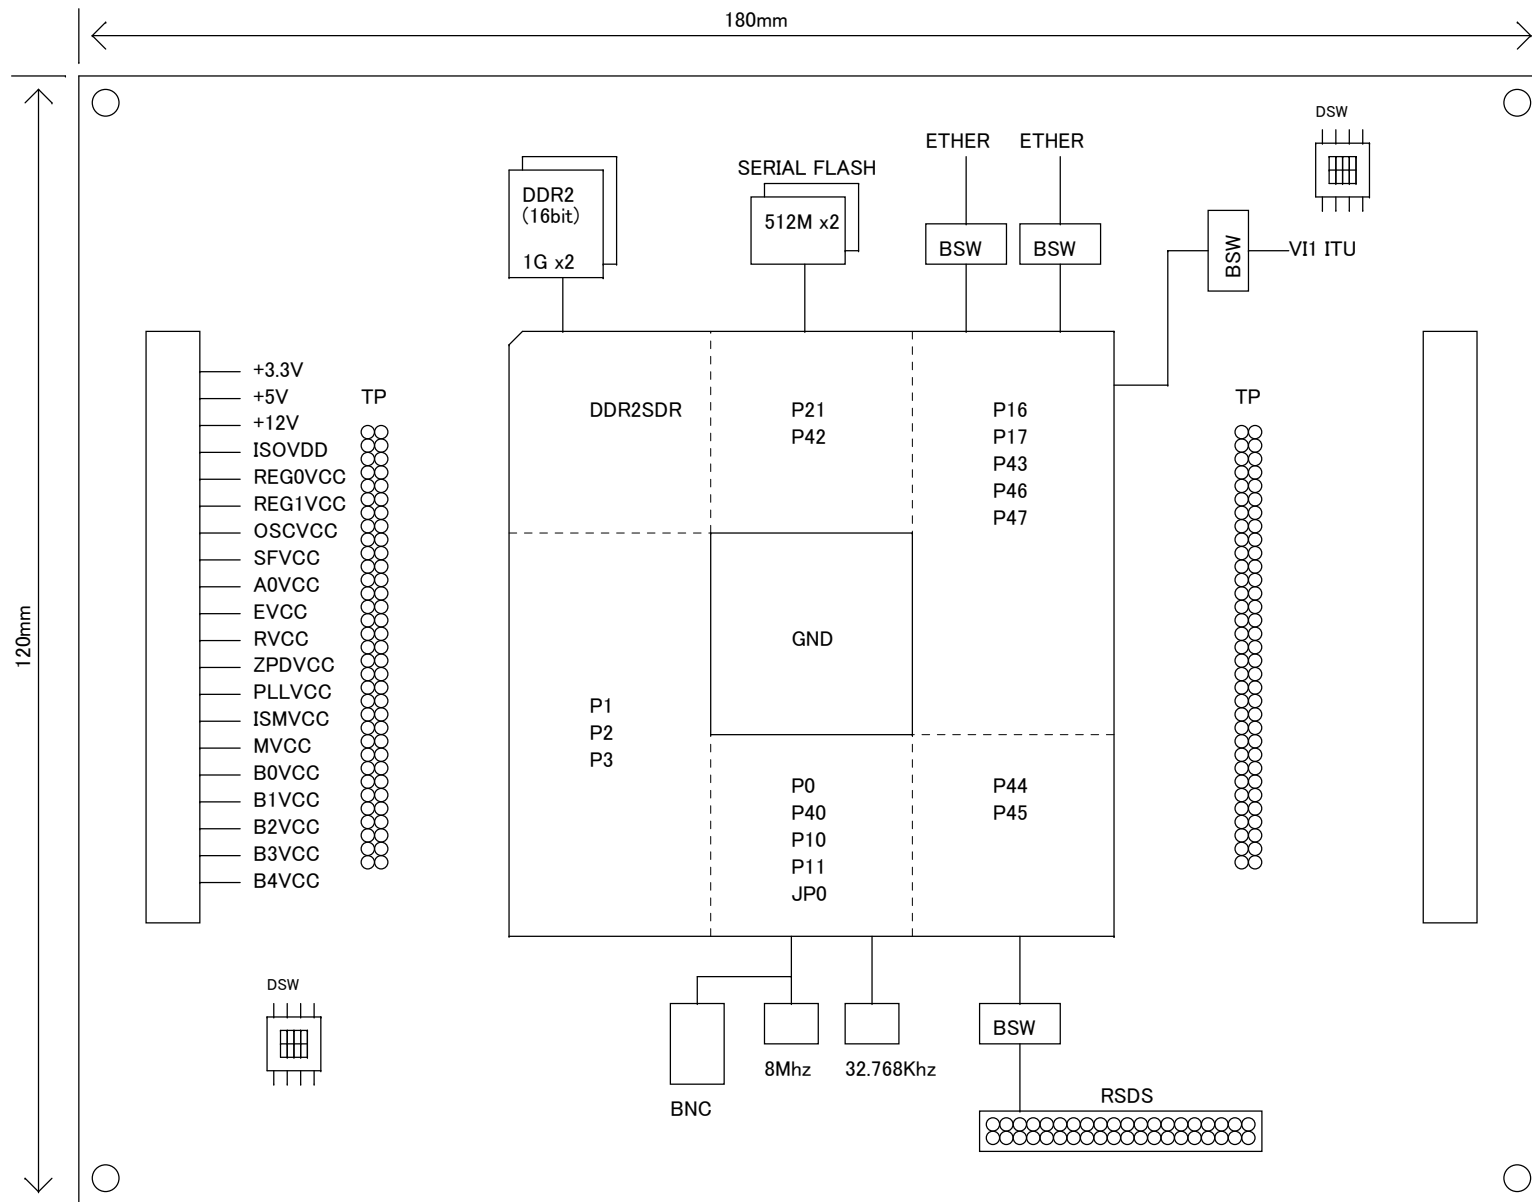 180mm
120mm
DSW
ETHER
ETHER
SERIAL FLASH
DDR2
(16bit)
1G x2
512M x2
BSW
BSW
BSW
VI1 ITU
+3.3V
+5V
+12V
ISOVDD
REG0VCC
REG1VCC
OSCVCC
SFVCC
A0VCC
EVCC
RVCC
ZPDVCC
PLLVCC
ISMVCC
MVCC
B0VCC
B1VCC
B2VCC
B3VCC
B4VCC
TP
DDR2SDR
P21
P42
P16
P17
P43
P46
P47
TP
GND
P1
P2
P3
P0
P40
P10
P11
JP0
P44
P45
DSW
BNC
8Mhz
32.768Khz
BSW
RSDS